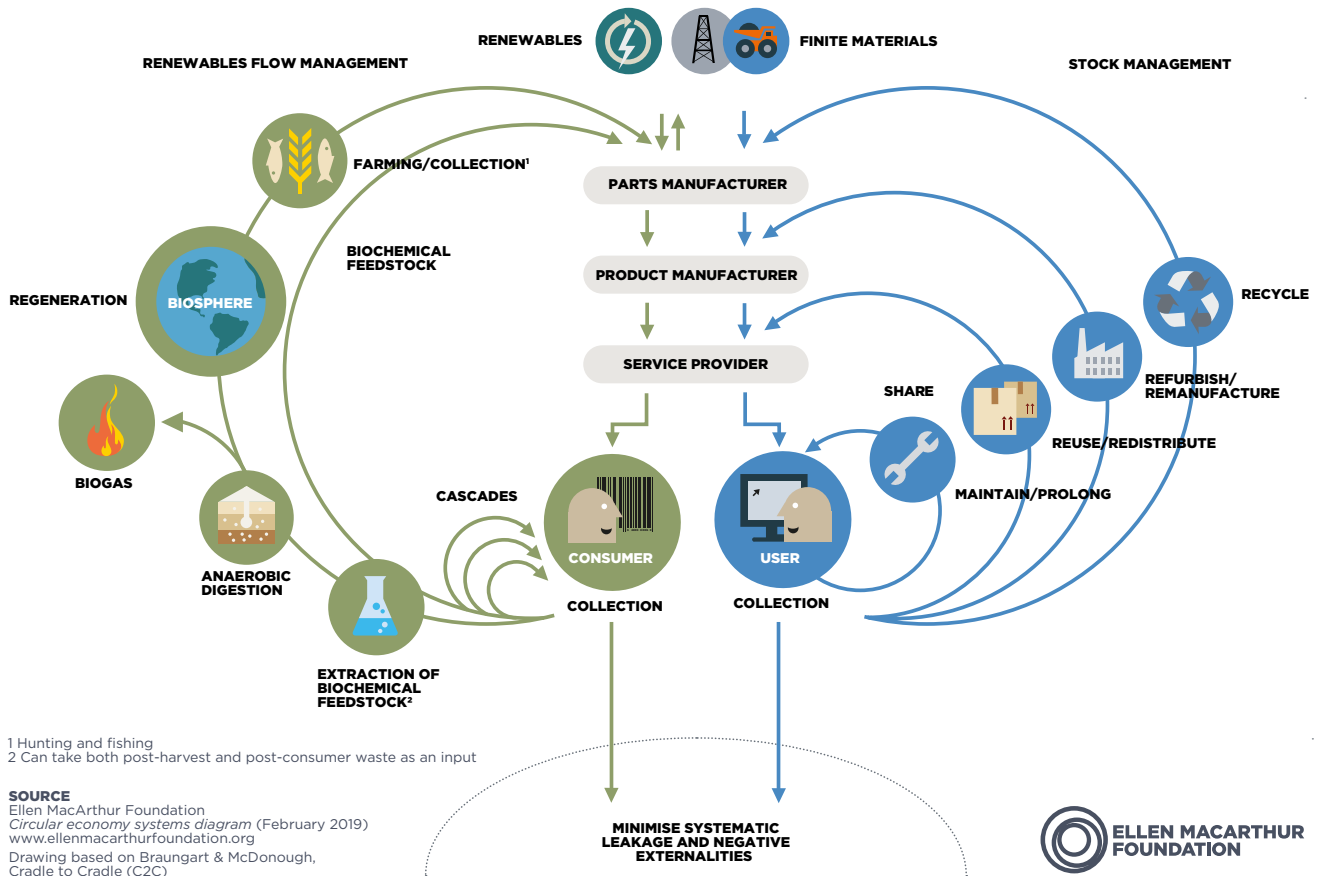 RENEWABLES
FINITE MATERIALS
RENEWABLES FLOW MANAGEMENT
STOCK MANAGEMENT
FARMING/COLLECTION¹
PARTS MANUFACTURER
BIOCHEMICAL
FEEDSTOCK
PRODUCT MANUFACTURER
REGENERATION
BIOSPHERE
RECYCLE
SERVICE PROVIDER
SHARE
REFURBISH/
REMANUFACTURE
REUSE/REDISTRIBUTE
BIOGAS
CASCADES
MAINTAIN/PROLONG
CONSUMER
USER
ANAEROBIC
DIGESTION
COLLECTION
COLLECTION
EXTRACTION OF
BIOCHEMICAL
FEEDSTOCK²
1 Hunting and fishing
2 Can take both post-harvest and post-consumer waste as an input
SOURCE
Ellen MacArthur Foundation
Circular economy systems diagram (February 2019)
www.ellenmacarthurfoundation.org
Drawing based on Braungart & McDonough,
Cradle to Cradle (C2C)
MINIMISE SYSTEMATIC
LEAKAGE AND NEGATIVE
EXTERNALITIES
ELLEN MACARTHUR
FOUNDATION